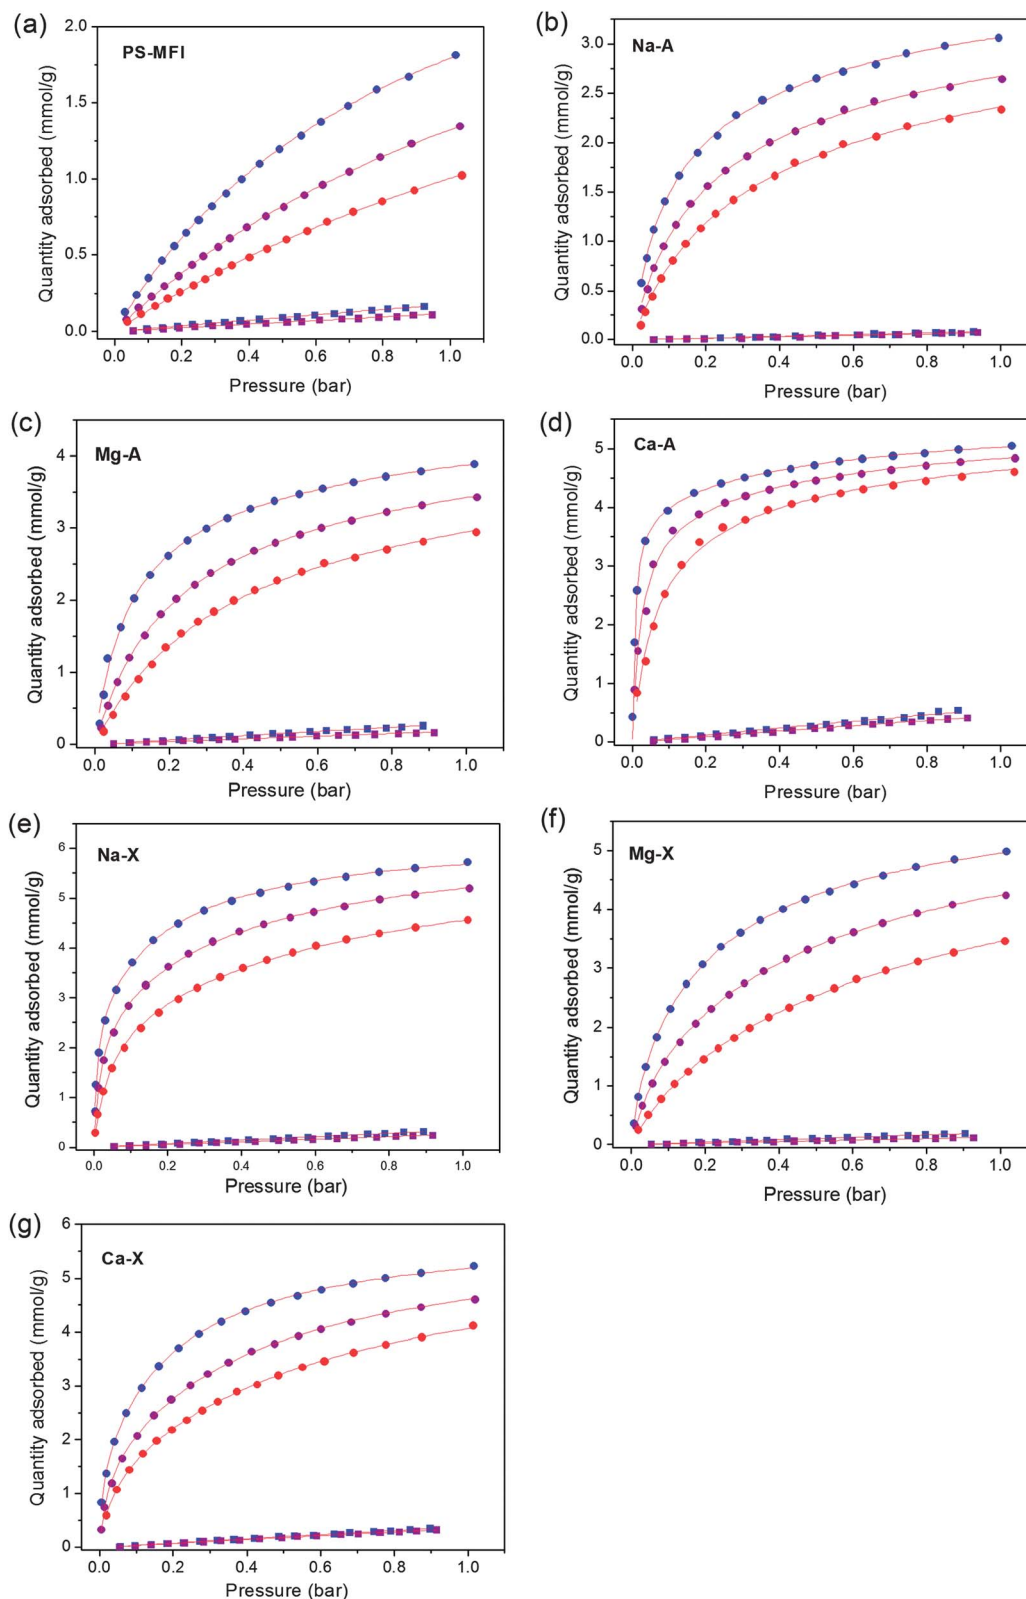 (a)
PS-MFI
Quantity adsorbed (mmol/g)
2.0
1.5
1.0
0.5
0.0
0.0 0.2 0.4 0.6 0.8 1.0
Pressure (bar)
(b)
Na-A
Quantity adsorbed (mmol/g)
3.0
2.5
2.0
1.5
1.0
0.5
0.0
0.0 0.2 0.4 0.6 0.8 1.0
Pressure (bar)
(c)
Mg-A
Quantity adsorbed (mmol/g)
4
3
2
1
0
0.0 0.2 0.4 0.6 0.8 1.0
Pressure (bar)
(d)
Ca-A
Quantity adsorbed (mmol/g)
5
4
3
2
1
0
0.0 0.2 0.4 0.6 0.8 1.0
Pressure (bar)
(e)
Na-X
Quantity adsorbed (mmol/g)
6
5
4
3
2
1
0
0.0 0.2 0.4 0.6 0.8 1.0
Pressure (bar)
(f)
Mg-X
Quantity adsorbed (mmol/g)
5
4
3
2
1
0
0.0 0.2 0.4 0.6 0.8 1.0
Pressure (bar)
(g)
Ca-X
Quantity adsorbed (mmol/g)
6
5
4
3
2
1
0
0.0 0.2 0.4 0.6 0.8 1.0
Pressure (bar)